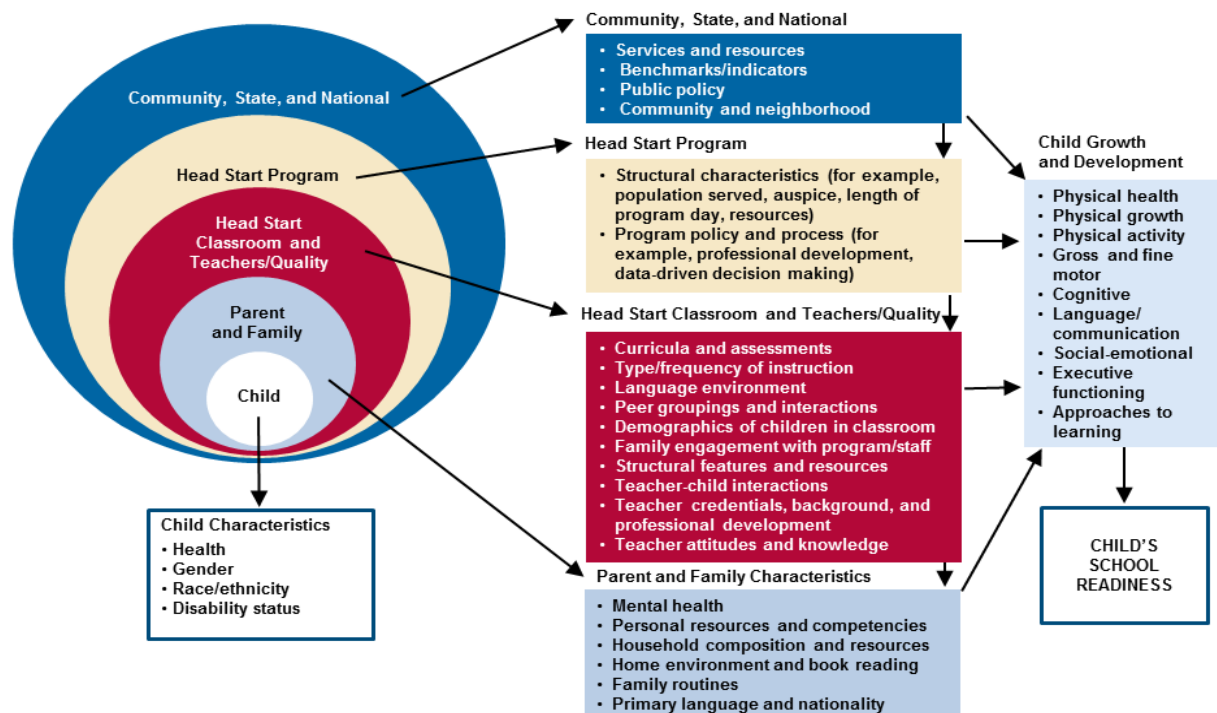 Community, State, and National
Head Start Program
Head Start
Classroom and
Teachers/Quality
Parent
and Family
Child
Child Characteristics
• Health
• Gender
• Race/ethnicity
• Disability status
Community, State, and National
• Services and resources
• Benchmarks/indicators
• Public policy
• Community and neighborhood
Head Start Program
• Structural characteristics (for example,
population served, auspice, length of
program day, resources)
• Program policy and process (for
example, professional development,
data-driven decision making)
Head Start Classroom and Teachers/Quality
• Curricula and assessments
• Type/frequency of instruction
• Language environment
• Peer groupings and interactions
• Demographics of children in classroom
• Family engagement with program/staff
• Structural features and resources
• Teacher-child interactions
• Teacher credentials, background, and
professional development
• Teacher attitudes and knowledge
Parent and Family Characteristics
• Mental health
• Personal resources and competencies
• Household composition and resources
• Home environment and book reading
• Family routines
• Primary language and nationality
Child Growth
and Development
• Physical health
• Physical growth
• Physical activity
• Gross and fine
motor
• Cognitive
• Language/
communication
• Social-emotional
• Executive
functioning
• Approaches to
learning
CHILD'S
SCHOOL
READINESS